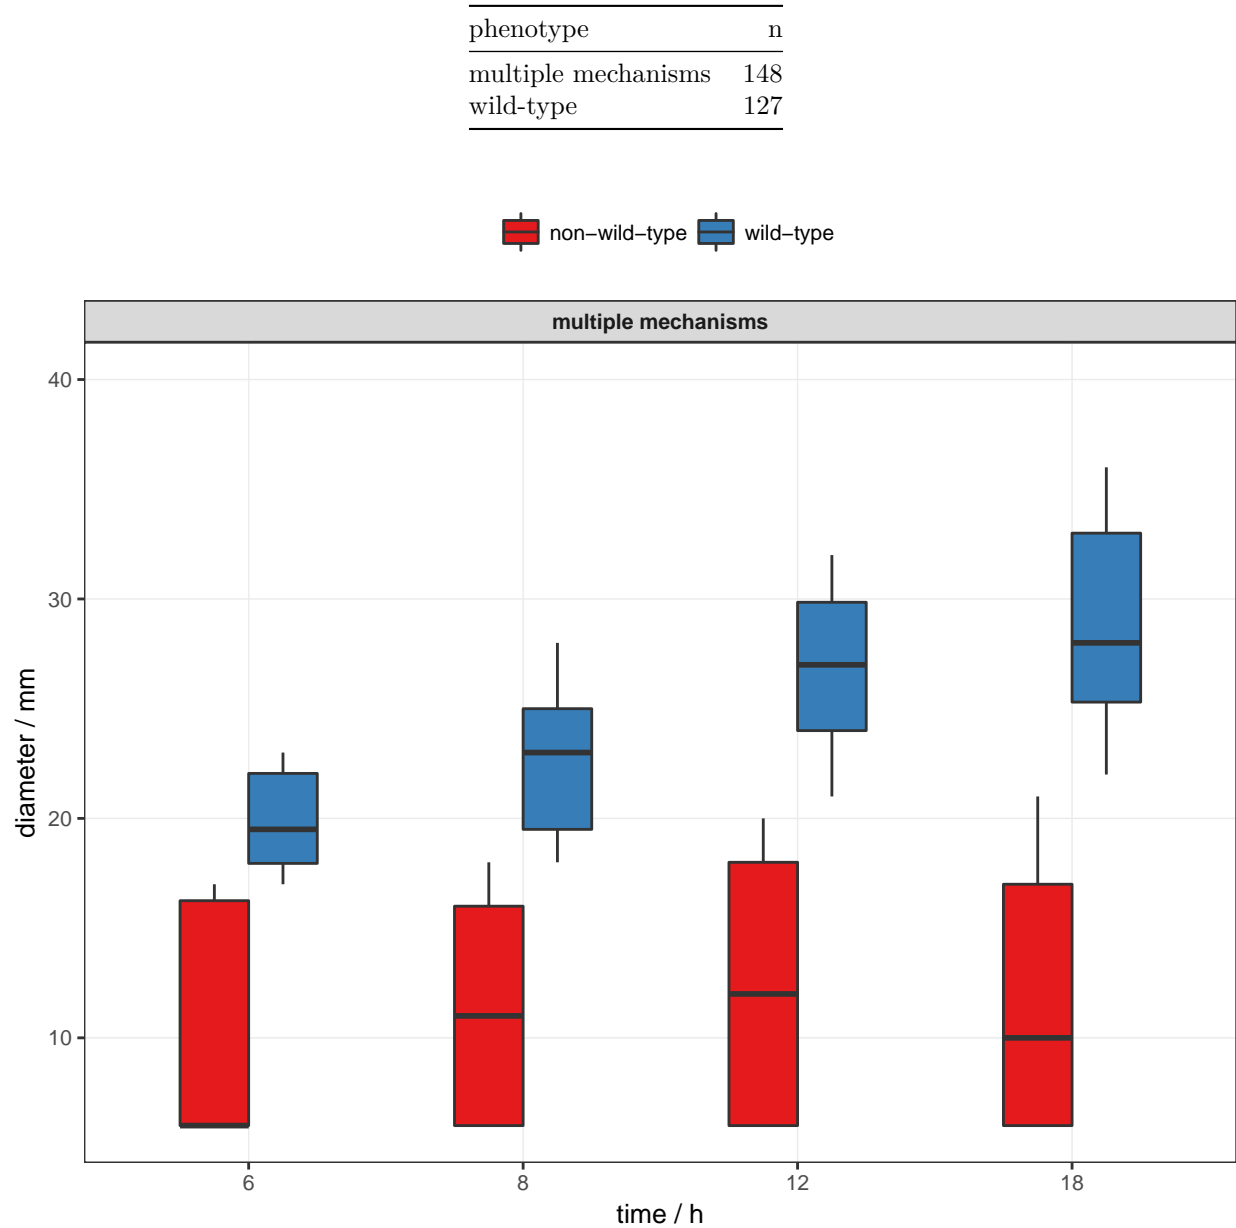 phenotype n
multiple mechanisms 148
wild-type 127
non−wild−type wild−type
multiple mechanisms
40
30
20
10
diameter / mm
6 8 12 18
time / h